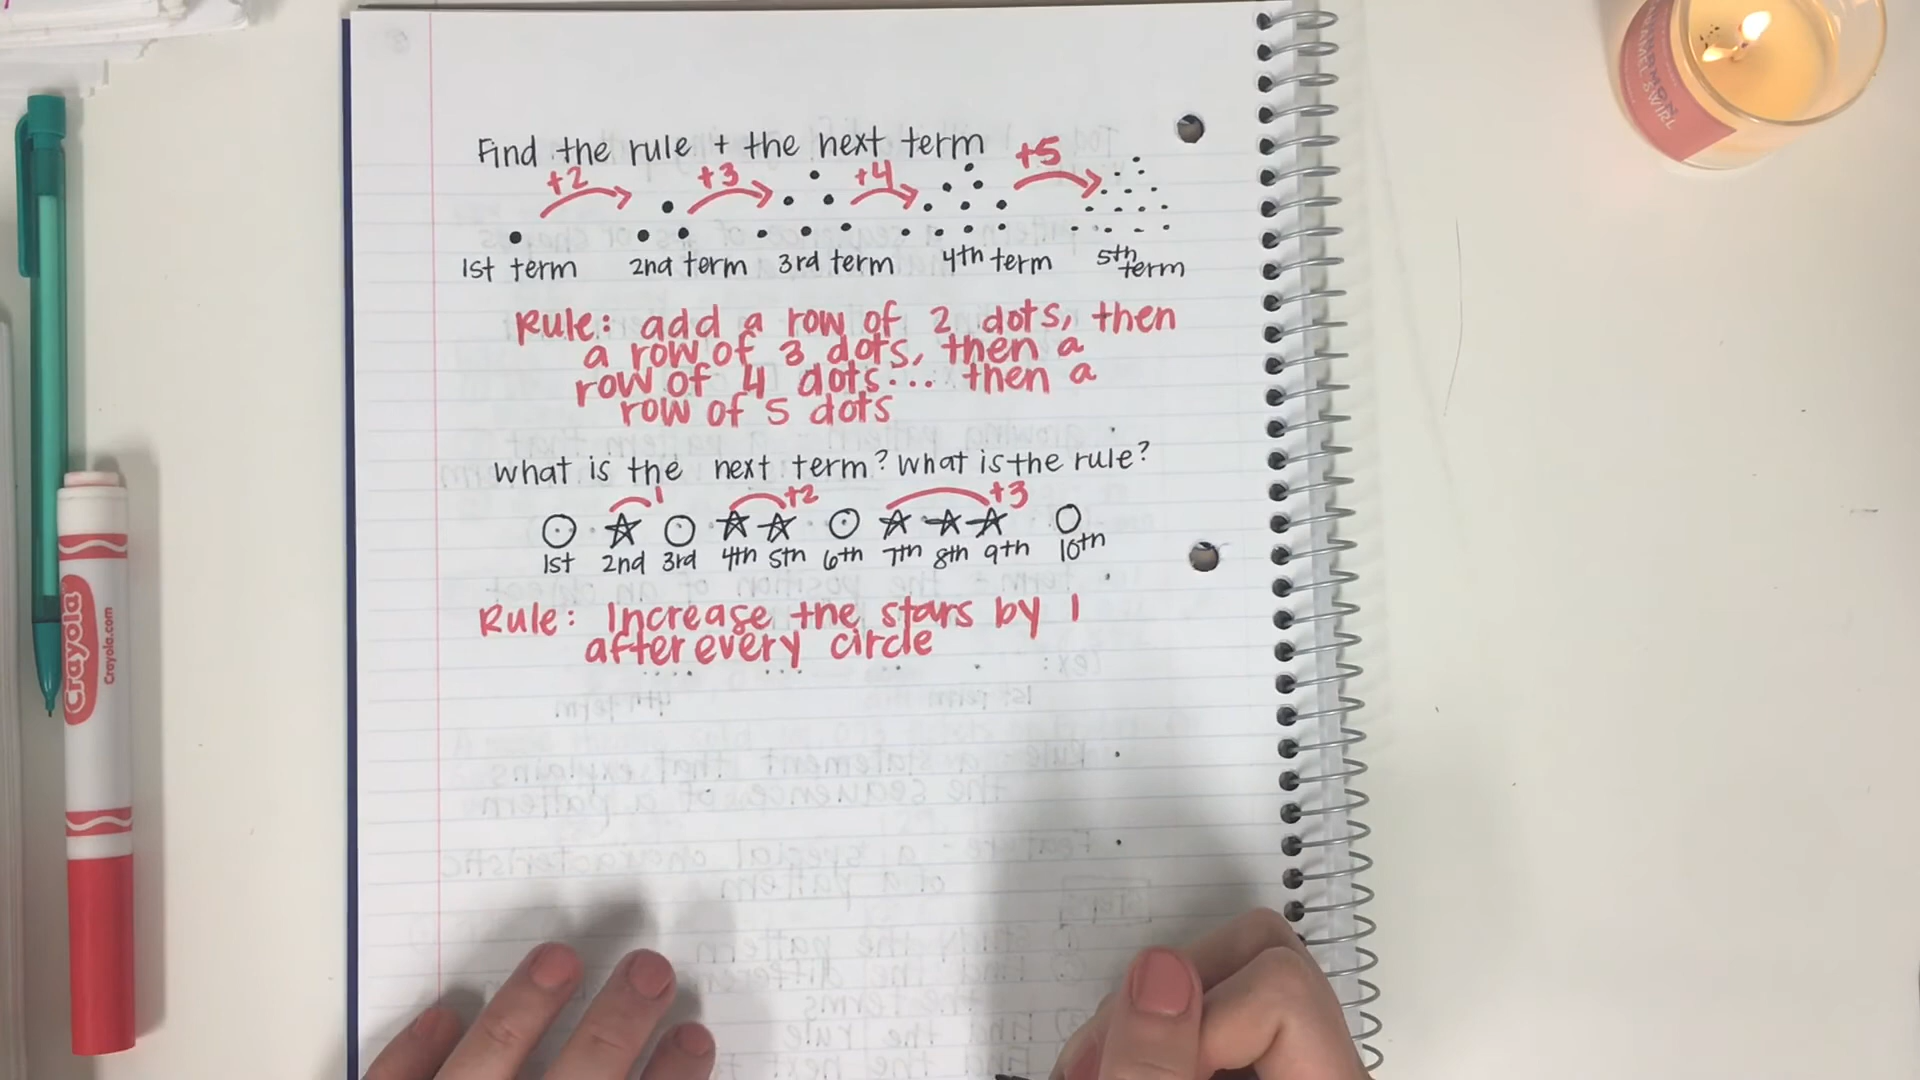 Find the rule + the next term
+2 +3 +4 +5
1st term 2nd term 3rd term 4th term 5th term
Rule: add a row of 2 dots, then
a row of 3 dots, then a
row of 4 dots... then a
row of 5 dots
What is the next term? What is the rule?
1 +2 +3
1st 2nd 3rd 4th 5th 6th 7th 8th 9th 10th
Rule: Increase the stars by 1
after every circle
Crayola
Crayola.com
SWIRL